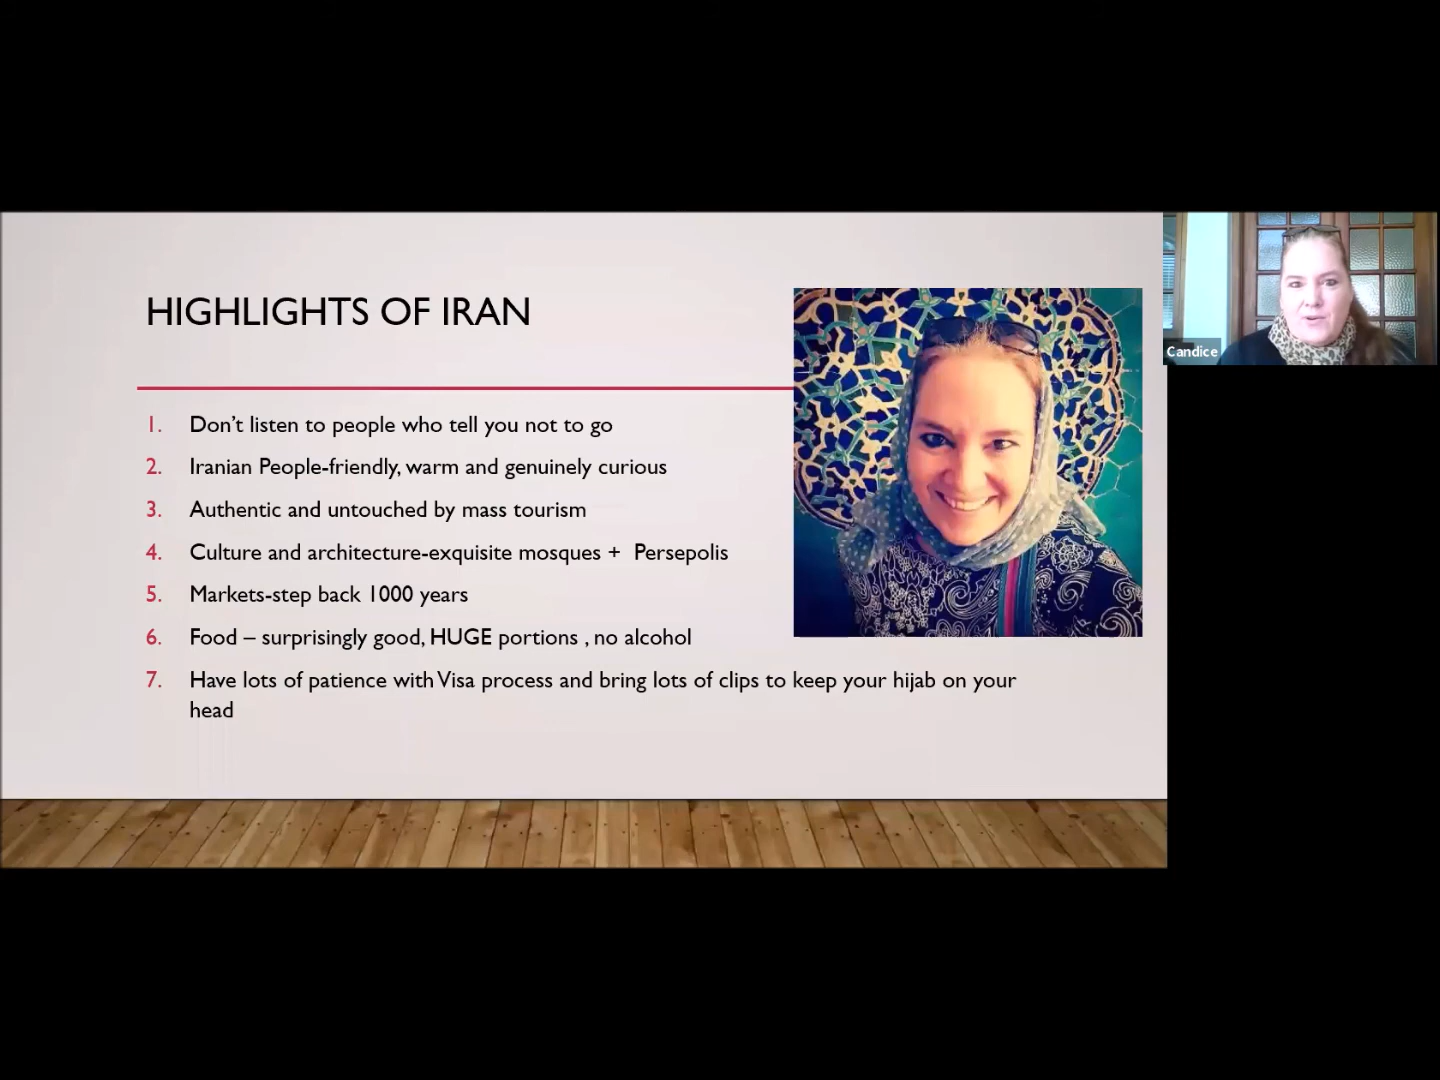 HIGHLIGHTS OF IRAN
1. Don’t listen to people who tell you not to go
2. Iranian People-friendly, warm and genuinely curious
3. Authentic and untouched by mass tourism
4. Culture and architecture-exquisite mosques + Persepolis
5. Markets-step back 1000 years
6. Food – surprisingly good, HUGE portions , no alcohol
7. Have lots of patience with Visa process and bring lots of clips to keep your hijab on your
head
Candice